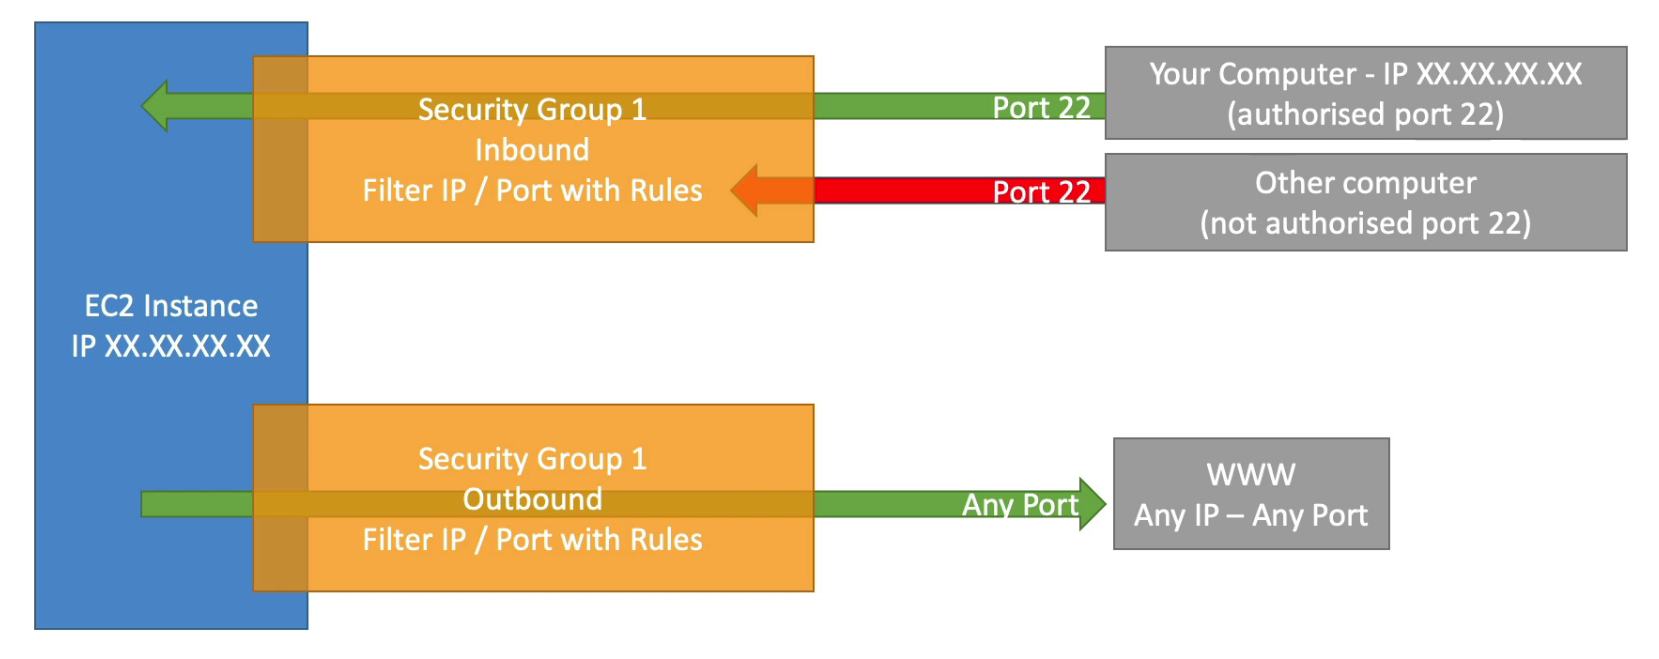 Your Computer - IP XX.XX.XX.XX
(authorised port 22)
Port 22
Security Group 1
Inbound
Filter IP / Port with Rules
Port 22
Other computer
(not authorised port 22)
EC2 Instance
IP XX.XX.XX.XX
Security Group 1
Outbound
Filter IP / Port with Rules
Any Port
WWW
Any IP – Any Port